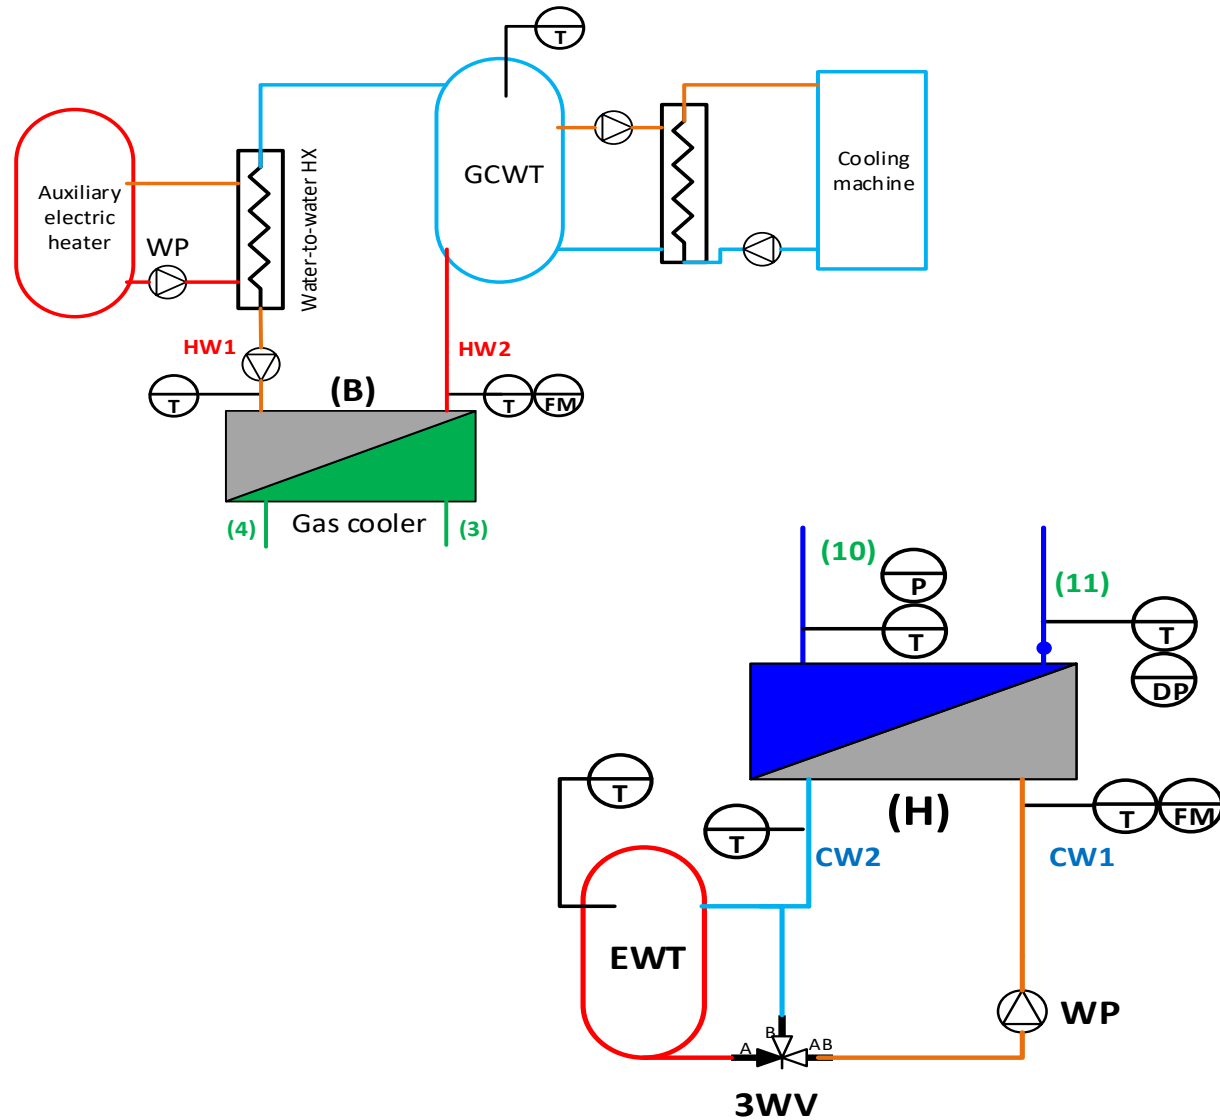 T
GCWT
Cooling
machine
Auxiliary
electric
heater
WP
Water-to-water HX
HW1
HW2
T
(B)
T
FM
(4)
Gas cooler
(3)
(10)
P
T
(11)
T
DP
T
T
(H)
T
FM
CW2
CW1
EWT
WP
B
A
AB
3WV